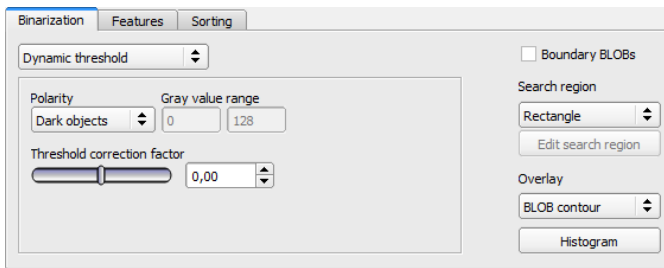 Binarization Features Sorting
Dynamic threshold
Boundary BLOBs
Search region
Polarity Gray value range
Dark objects 0 128
Rectangle
Edit search region
Threshold correction factor
0,00
Overlay
BLOB contour
Histogram